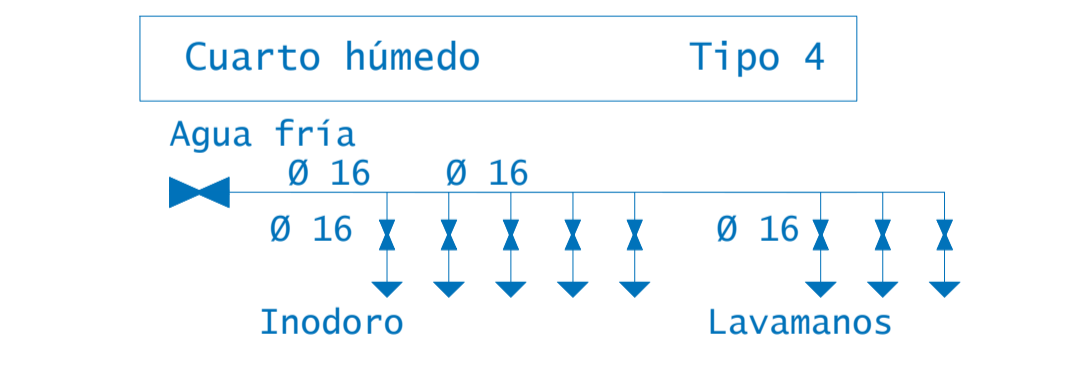 Cuarto húmedo Tipo 4
Agua fría
Ø 16 Ø 16
Ø 16 Ø 16
Inodoro Lavamanos